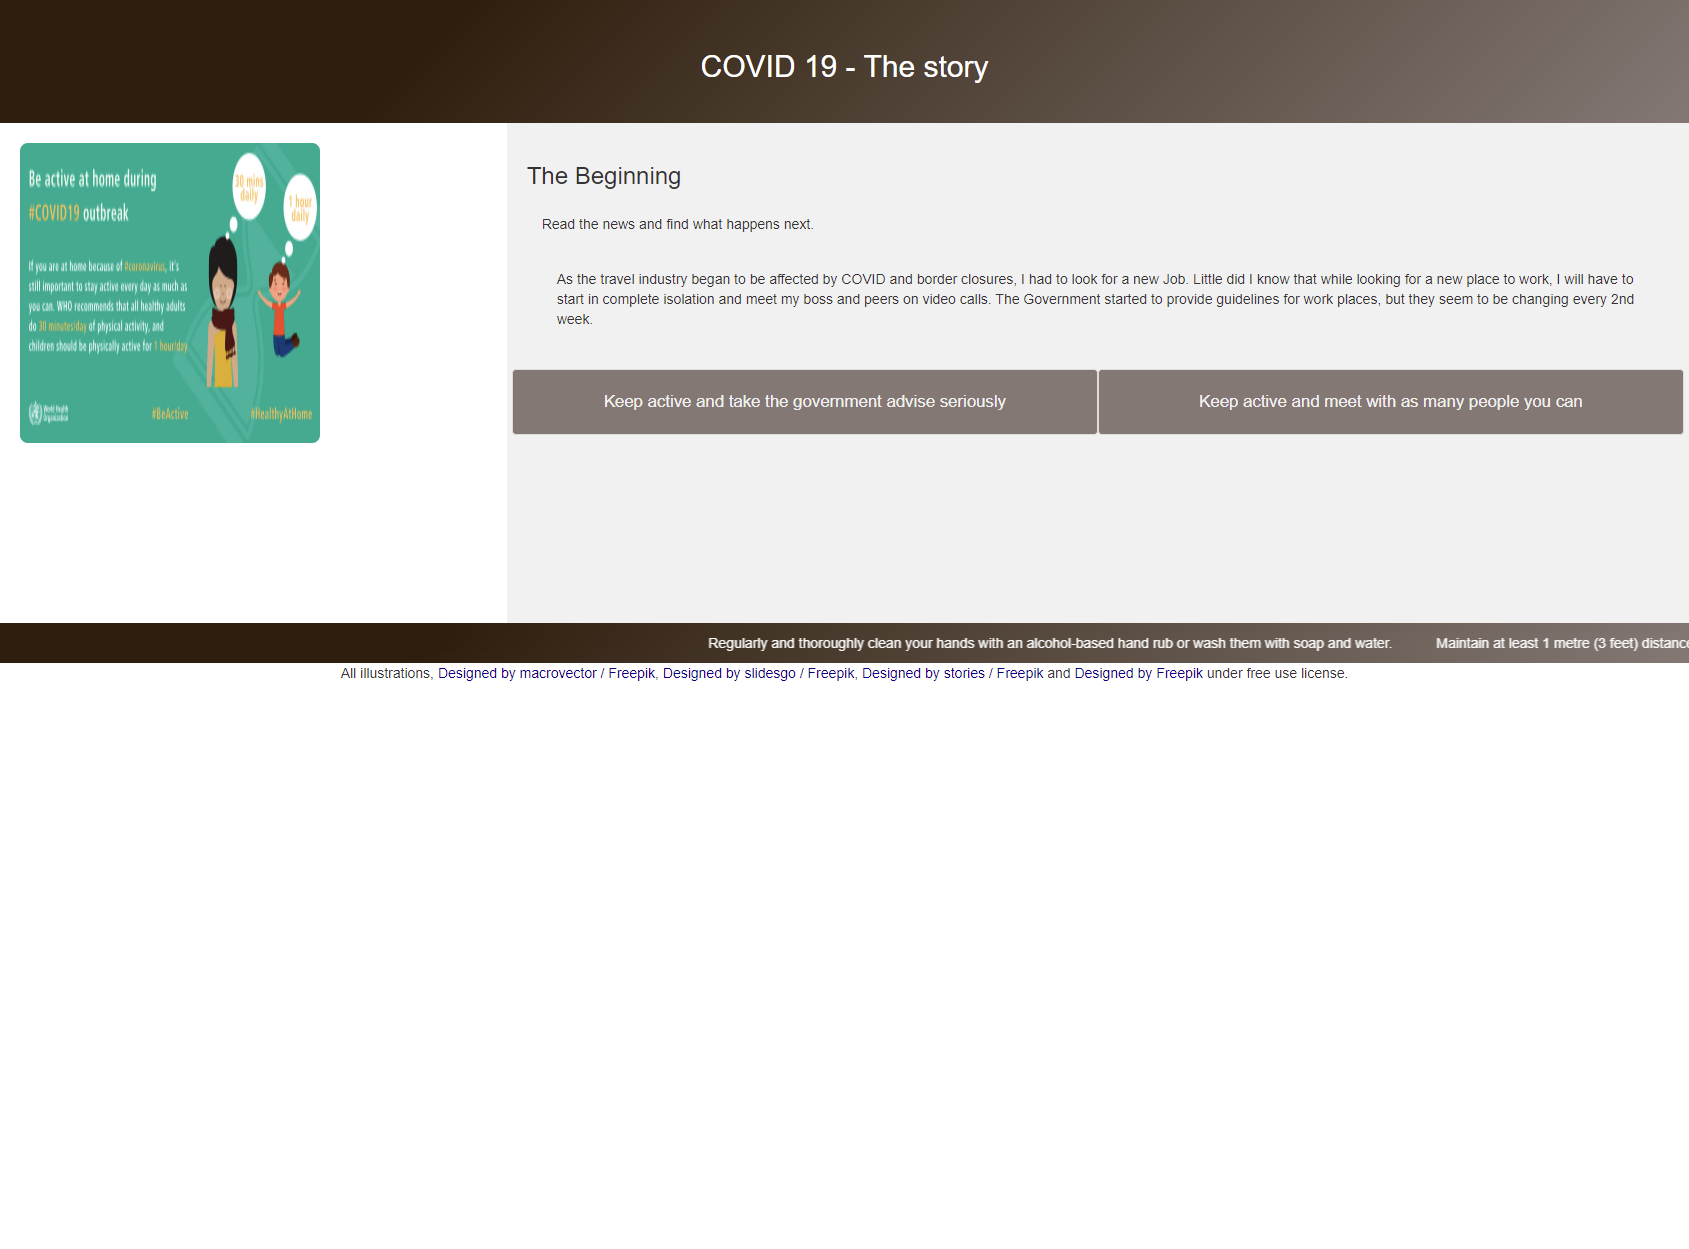 COVID 19 - The story
Be active at home during
#COVID19 outbreak
30 mins
daily
1 hour
daily
If you are at home because of #coronavirus, it's
still important to stay active every day as much as
you can. WHO recommends that all healthy adults
do 30 minutes/day of physical activity, and
children should be physically active for 1 hour/day
World Health
Organization
#BeActive
#HealthyAtHome
The Beginning
Read the news and find what happens next.
As the travel industry began to be affected by COVID and border closures, I had to look for a new Job. Little did I know that while looking for a new place to work, I will have to
start in complete isolation and meet my boss and peers on video calls. The Government started to provide guidelines for work places, but they seem to be changing every 2nd
week.
Keep active and take the government advise seriously
Keep active and meet with as many people you can
Regularly and thoroughly clean your hands with an alcohol-based hand rub or wash them with soap and water. Maintain at least 1 metre (3 feet) distance
All illustrations, Designed by macrovector / Freepik, Designed by slidesgo / Freepik, Designed by stories / Freepik and Designed by Freepik under free use license.